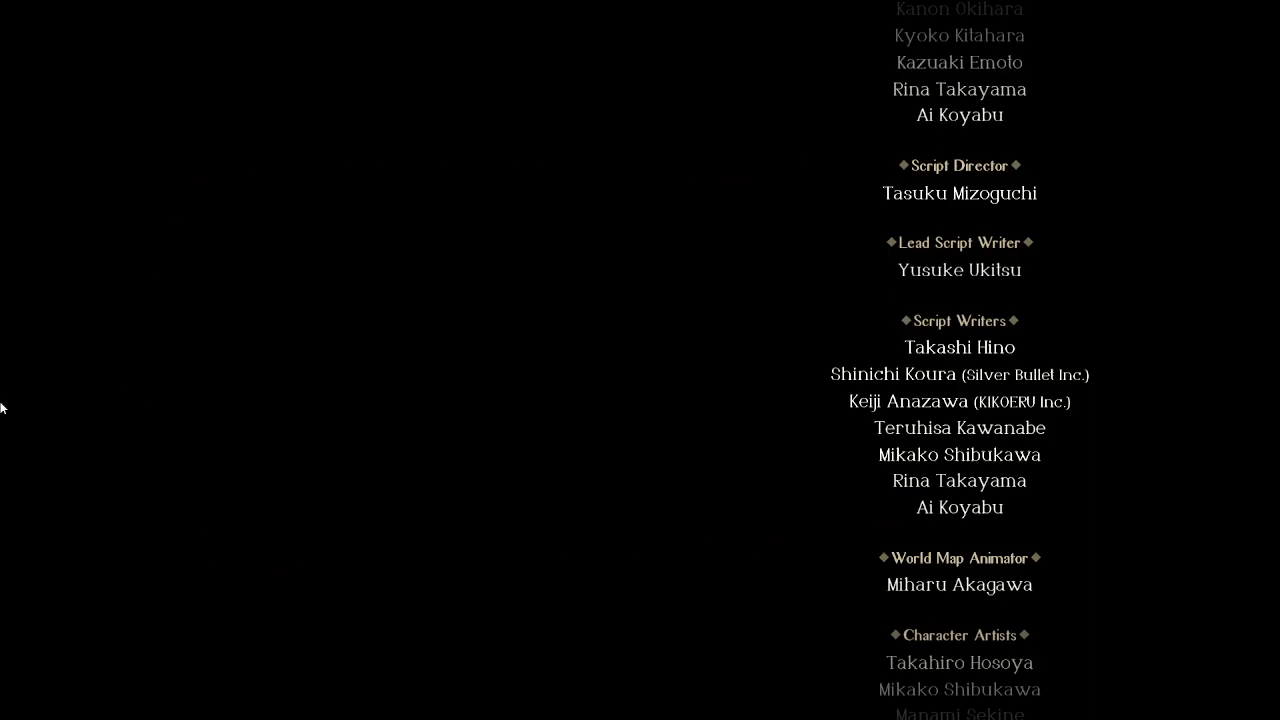 Kanon Okihara
Kyoko Kitahara
Kazuaki Emoto
Rina Takayama
Ai Koyabu
◆Script Director◆
Tasuku Mizoguchi
◆Lead Script Writer◆
Yusuke Ukitsu
◆Script Writers◆
Takashi Hino
Shinichi Koura (Silver Bullet Inc.)
Keiji Anazawa (KIKOERU Inc.)
Teruhisa Kawanabe
Mikako Shibukawa
Rina Takayama
Ai Koyabu
◆World Map Animator◆
Miharu Akagawa
◆Character Artists◆
Takahiro Hosoya
Mikako Shibukawa
Manami Sekine